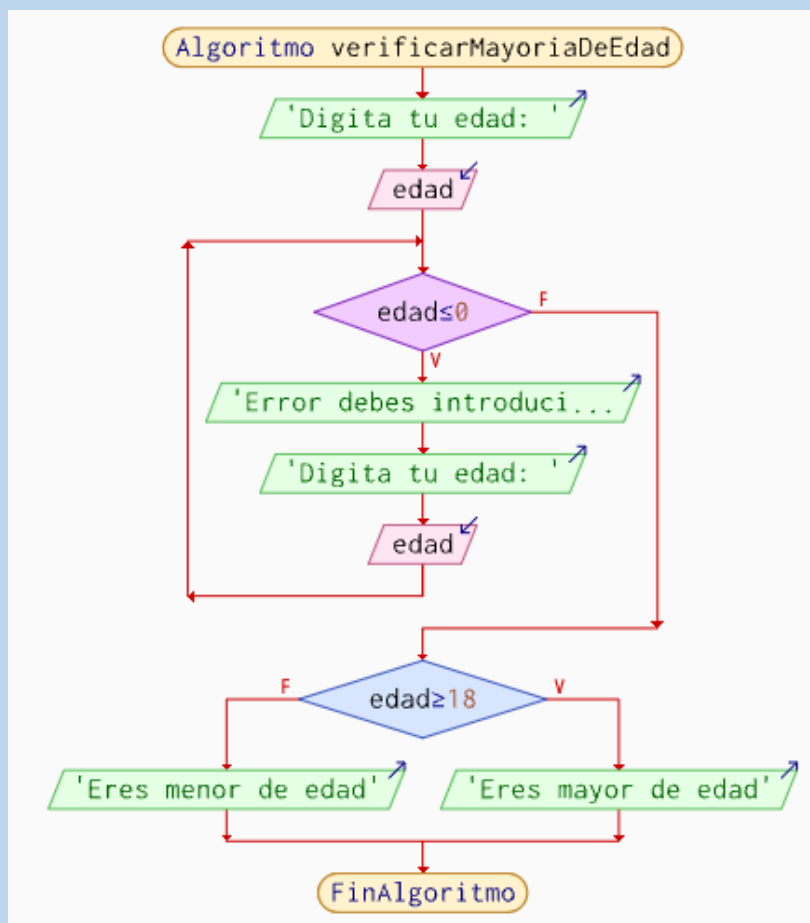 Algoritmo verificarMayoriaDeEdad
'Digita tu edad: '
edad
edad≤0
F
V
'Error debes introduci...
'Digita tu edad: '
edad
F
edad≥18
V
'Eres menor de edad'
'Eres mayor de edad'
FinAlgoritmo